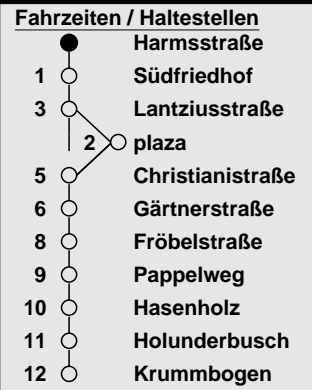 Fahrzeiten / Haltestellen
Harmsstraße
1 Südfriedhof
3 Lantziusstraße
2 plaza
5 Christianistraße
6 Gärtnerstraße
8 Fröbelstraße
9 Pappelweg
10 Hasenholz
11 Holunderbusch
12 Krummbogen